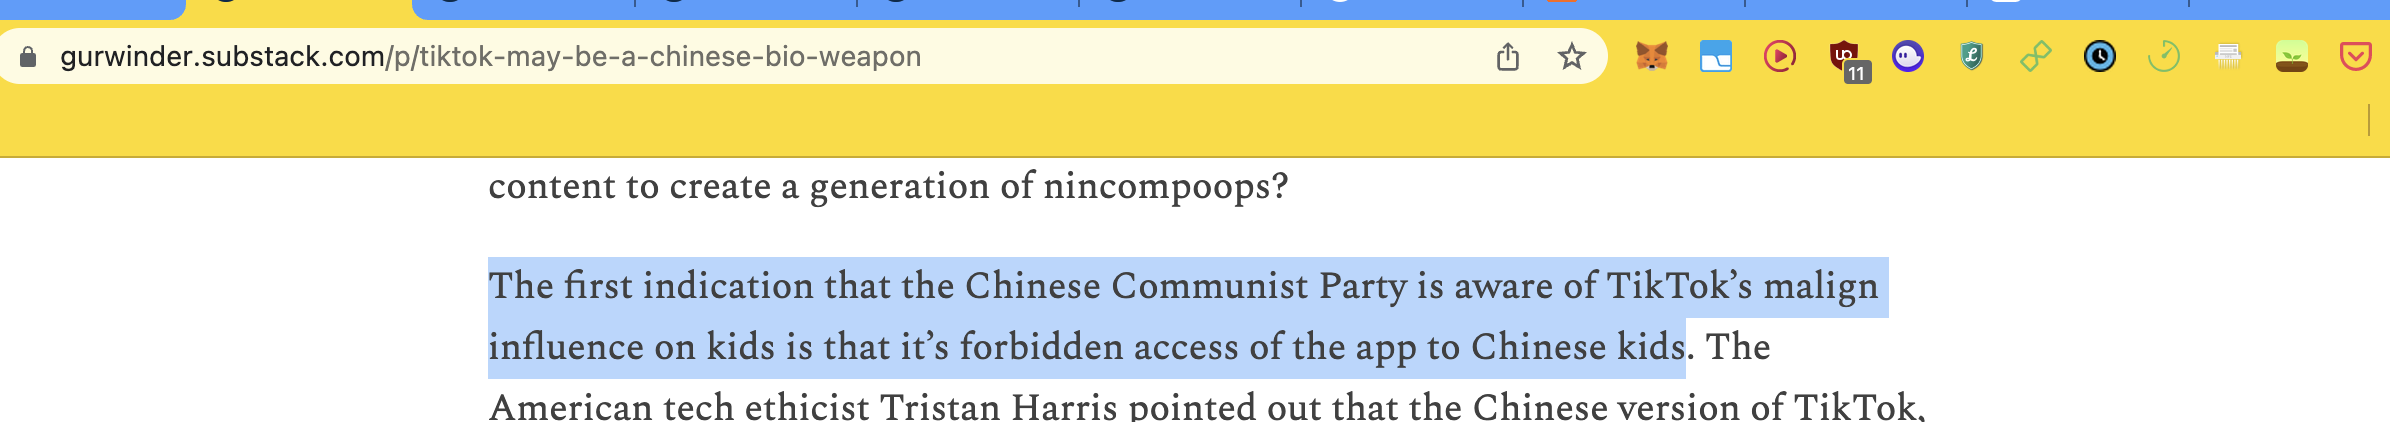 gurwinder.substack.com/p/tiktok-may-be-a-chinese-bio-weapon
11
content to create a generation of nincompoops?
The first indication that the Chinese Communist Party is aware of TikTok’s malign
influence on kids is that it’s forbidden access of the app to Chinese kids. The
American tech ethicist Tristan Harris pointed out that the Chinese version of TikTok,